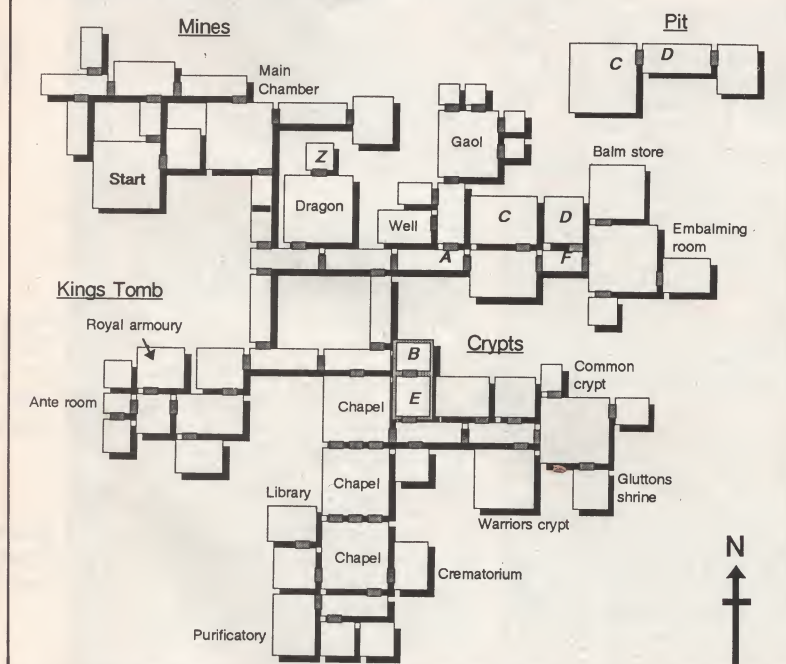 Mines
Pit
Main
Chamber
C
D
Gaol
Balm store
Start
Z
Dragon
Well
C
D
Embalming
room
A
F
Kings Tomb
Royal armoury
Crypts
B
Common
crypt
Ante room
Chapel
E
Chapel
Gluttons
shrine
Library
Warriors crypt
N
Chapel
Crematorium
Purificatory